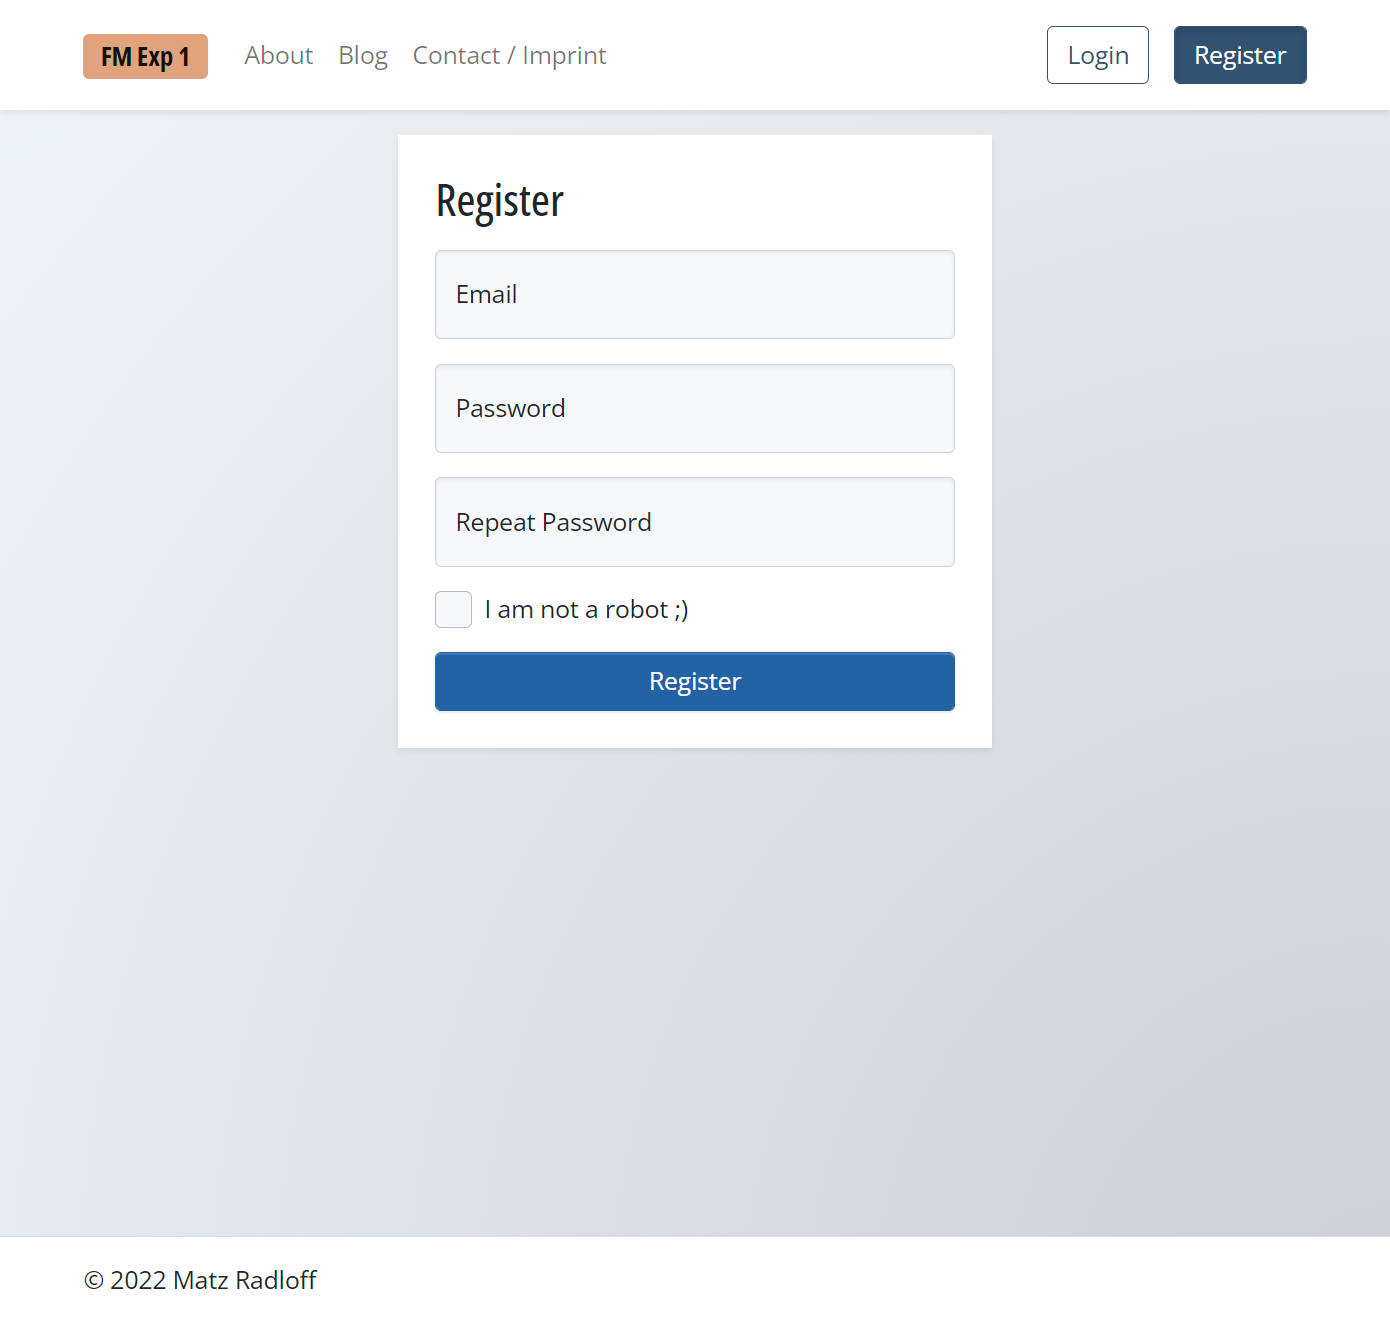 FM Exp 1 About Blog Contact / Imprint Login Register
Register
Email
Password
Repeat Password
I am not a robot ;)
Register
© 2022 Matz Radloff